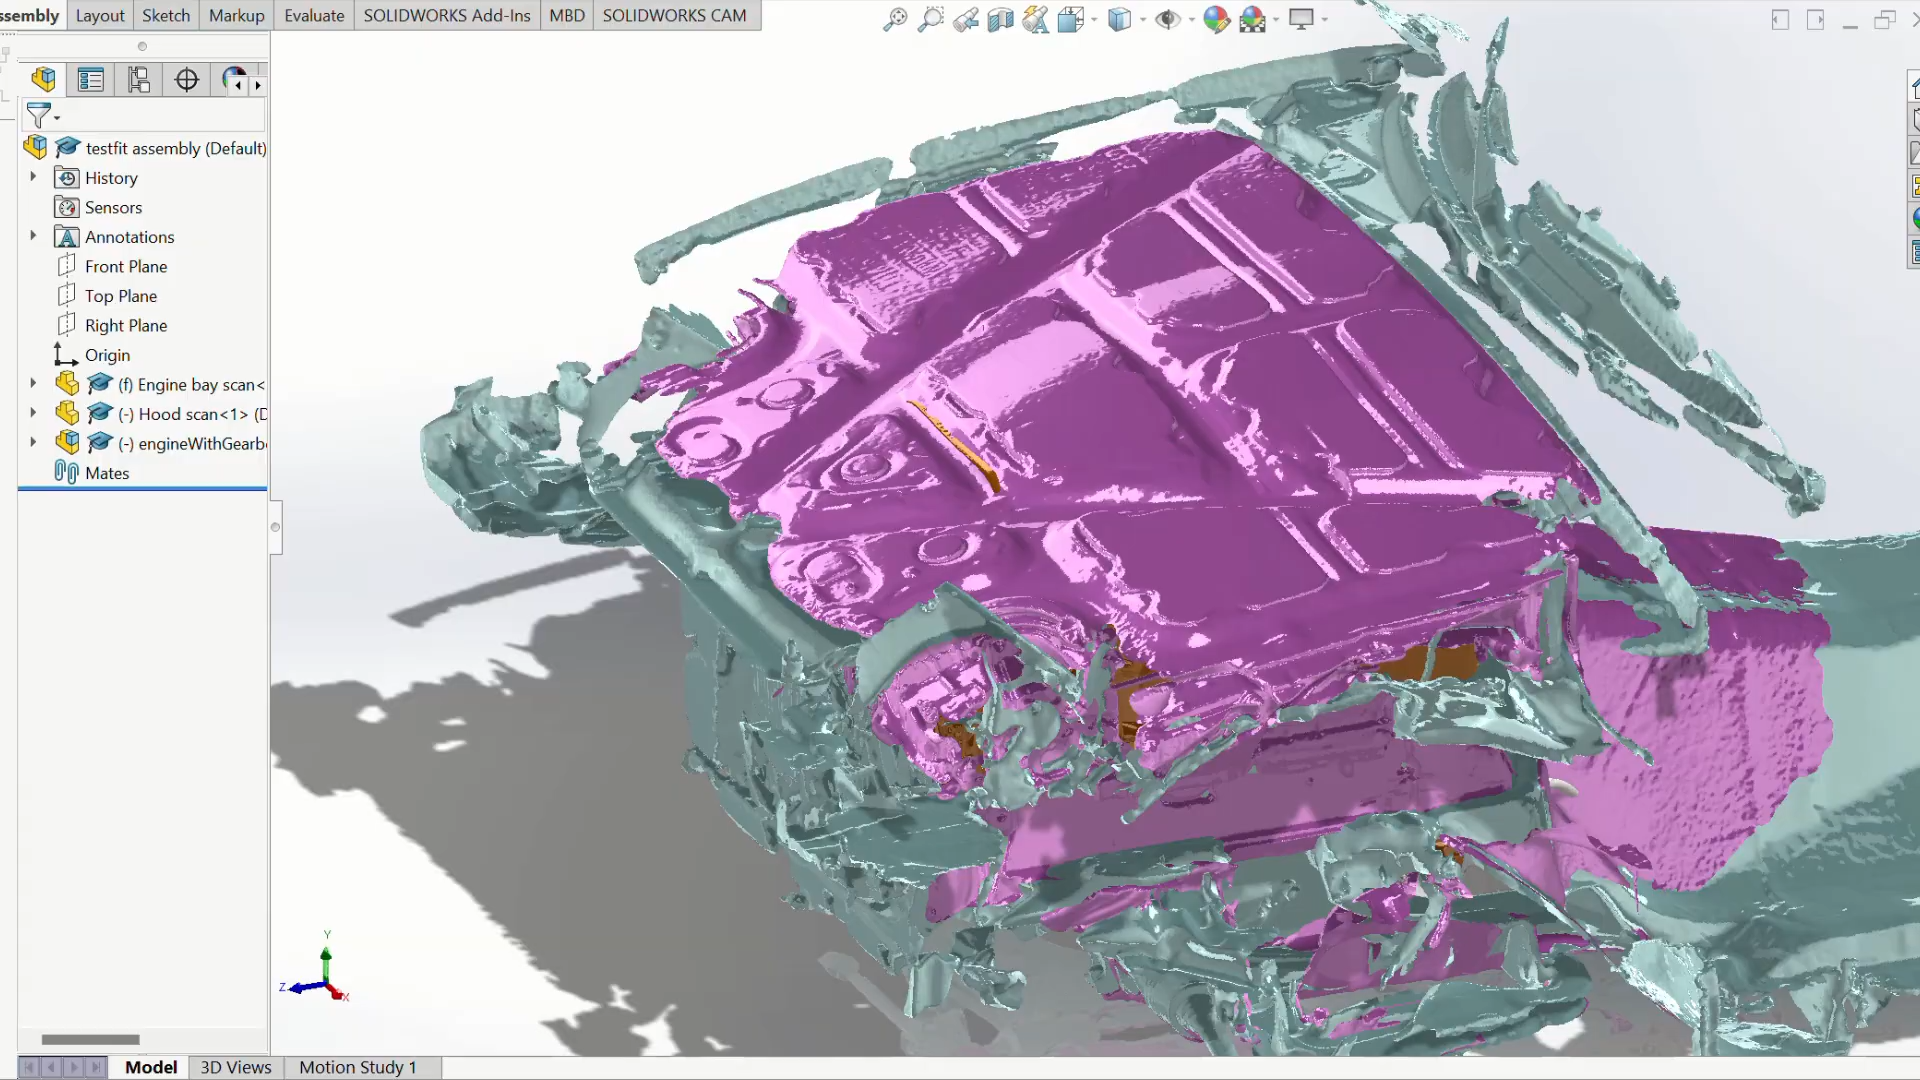 ssembly Layout Sketch Markup Evaluate SOLIDWORKS Add-Ins MBD SOLIDWORKS CAM
testfit assembly (Default)
History
Sensors
Annotations
Front Plane
Top Plane
Right Plane
Origin
(f) Engine bay scan<
(-) Hood scan<1> (D
(-) engineWithGearb
Mates
Y
Z
X
Model 3D Views Motion Study 1